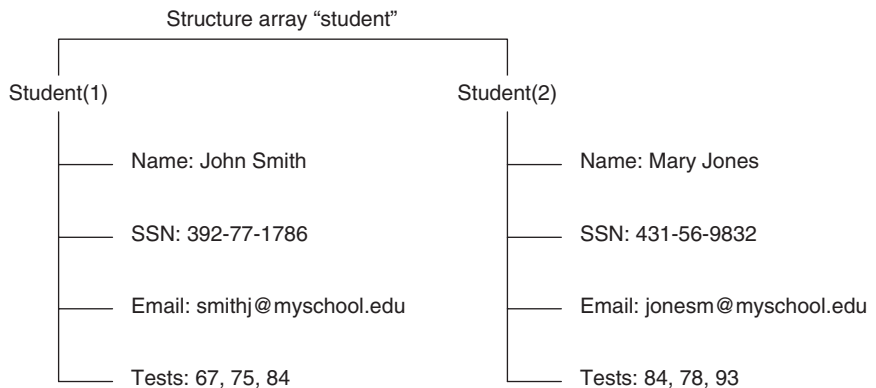 Structure array “student”
Student(1)
Student(2)
Name: John Smith
Name: Mary Jones
SSN: 392-77-1786
SSN: 431-56-9832
Email: smithj@myschool.edu
Email: jonesm@myschool.edu
Tests: 67, 75, 84
Tests: 84, 78, 93